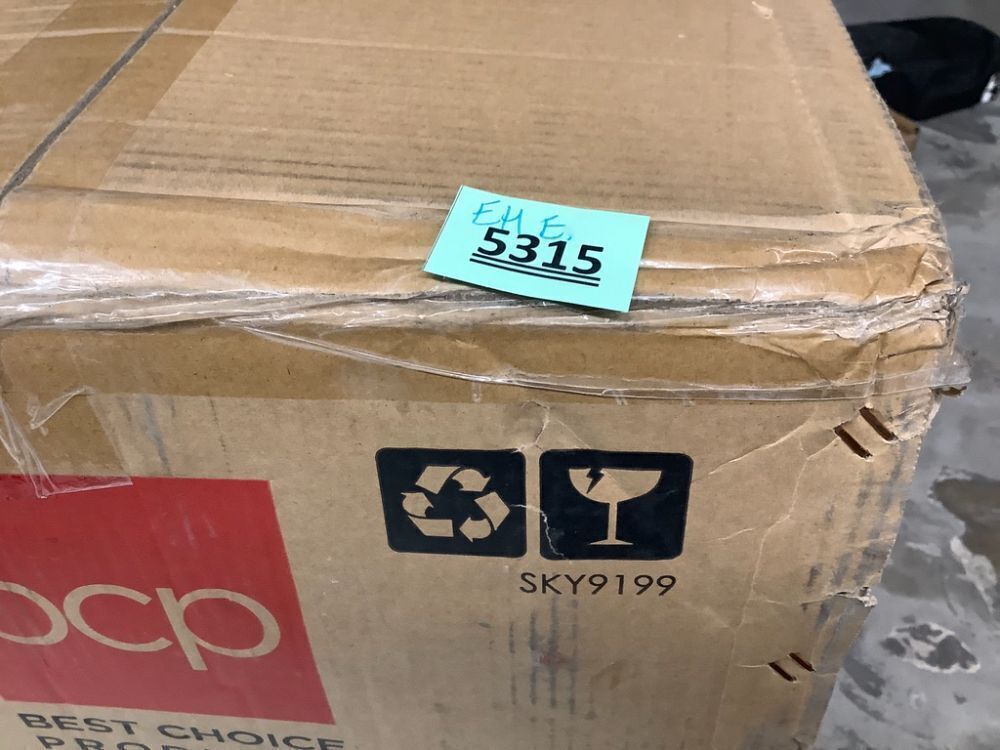 EH E.
5315
SKY9199
bcp
BEST CHOICE